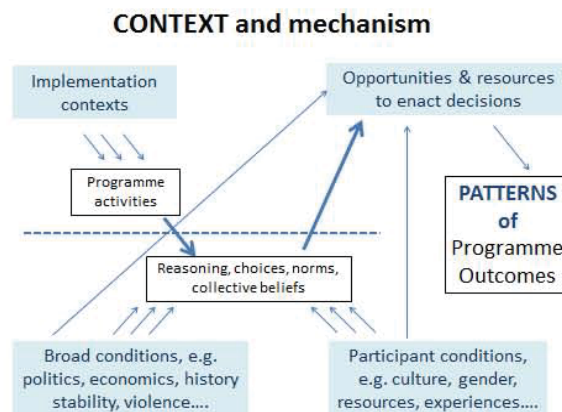 CONTEXT and mechanism
Implementation
contexts
Opportunities & resources
to enact decisions
Programme
activities
PATTERNS
of
Programme
Outcomes
Reasoning, choices, norms,
collective beliefs
Broad conditions, e.g.
politics, economics, history
stability, violence....
Participant conditions,
e.g. culture, gender,
resources, experiences....